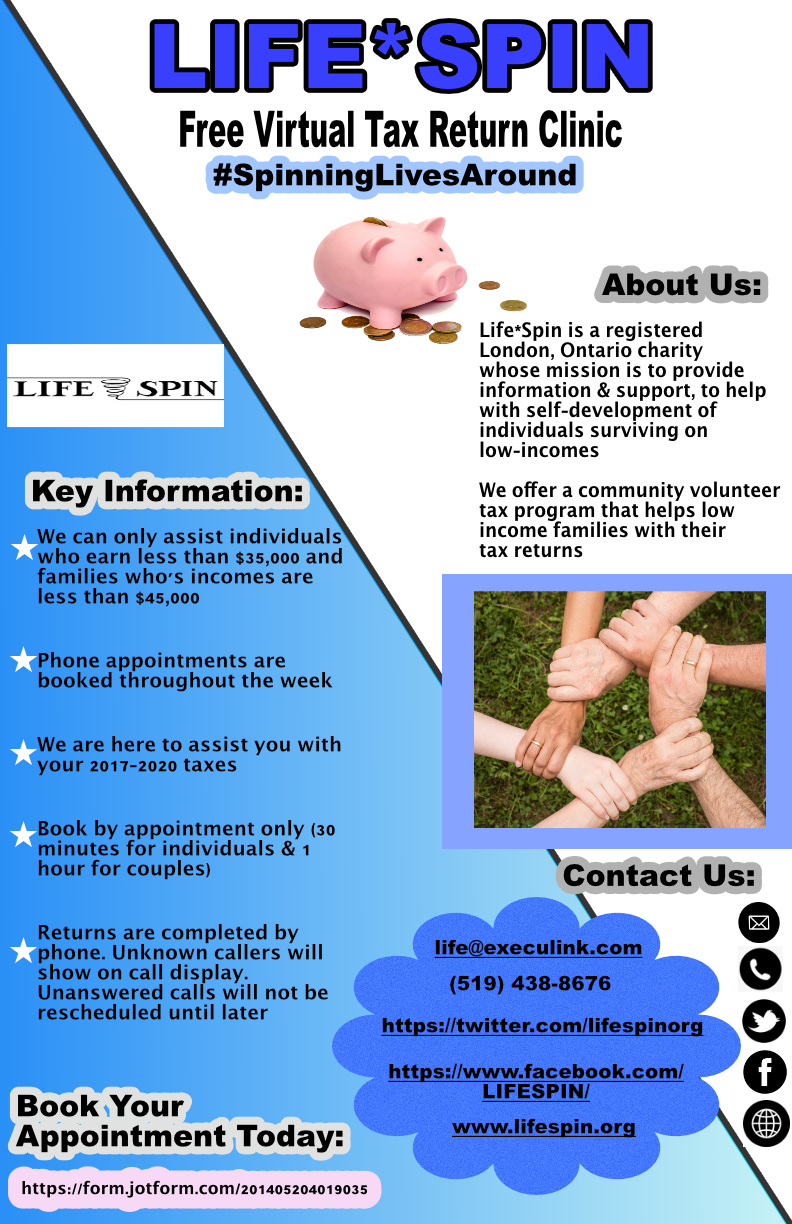 LIFE*SPIN
Free Virtual Tax Return Clinic
#SpinningLivesAround
About Us:
Life*Spin is a registered
London, Ontario charity
whose mission is to provide
information & support, to help
with self-development of
individuals surviving on
low-incomes
We offer a community volunteer
tax program that helps low
income families with their
tax returns
LIFE SPIN
Key Information:
We can only assist individuals
who earn less than $35,000 and
families who's incomes are
less than $45,000
Phone appointments are
booked throughout the week
We are here to assist you with
your 2017-2020 taxes
Book by appointment only (30
minutes for individuals & 1
hour for couples)
Returns are completed by
phone. Unknown callers will
show on call display.
Unanswered calls will not be
rescheduled until later
Contact Us:
life@execulink.com
(519) 438-8676
https://twitter.com/lifespinorg
https://www.facebook.com/
LIFESPIN/
www.lifespin.org
Book Your
Appointment Today:
https://form.jotform.com/201405204019035